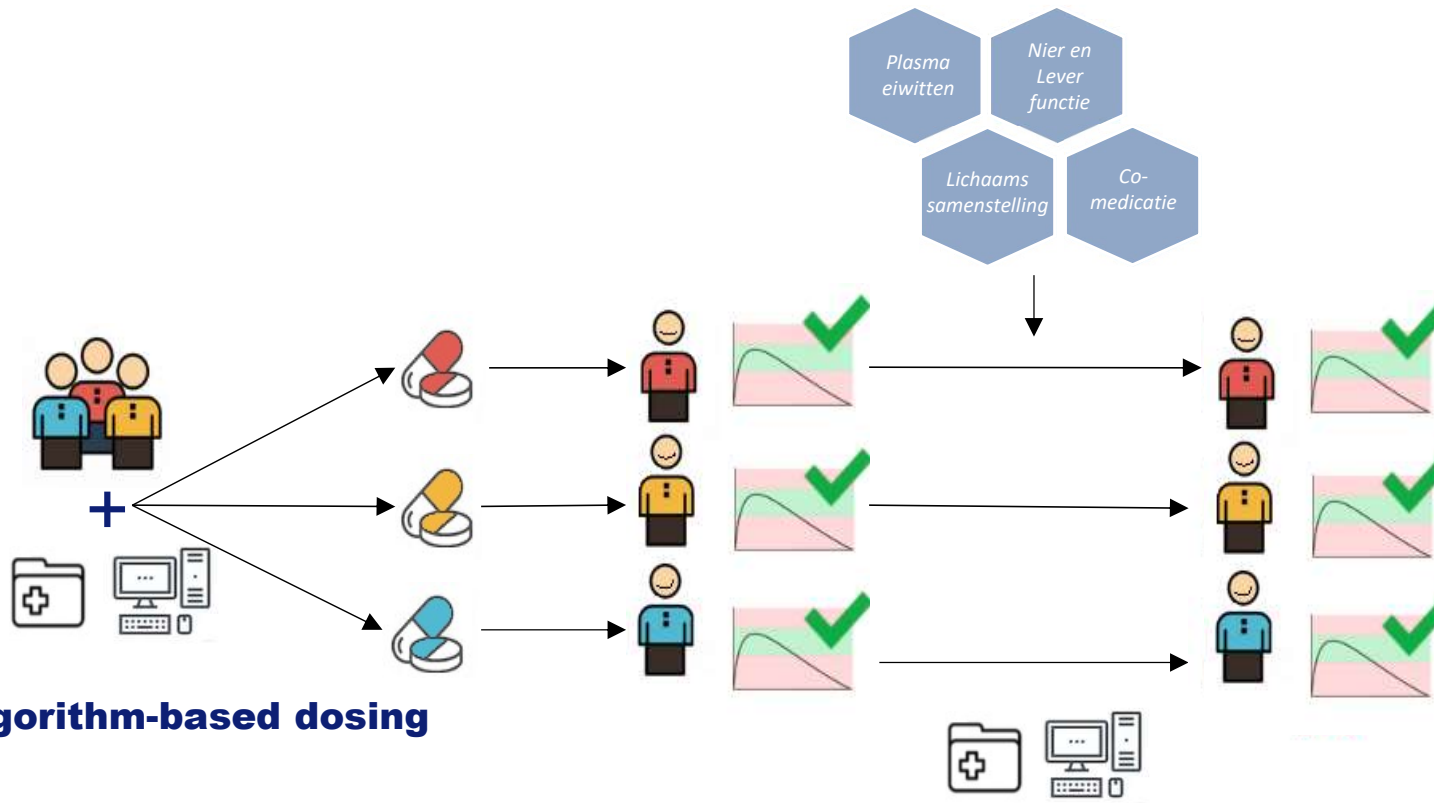 Plasma
eiwitten
Nier en
Lever
functie
Lichaams
samenstelling
Co-
medicatie
+
gorithm-based dosing